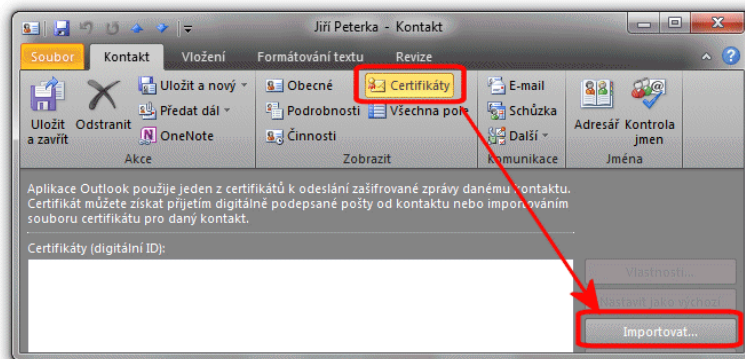 Jiří Peterka - Kontakt
Soubor Kontakt Vložení Formátování textu Revize
Uložit a zavřít
Odstranit
Uložit a nový
Předat dál
OneNote
Akce
Obecné
Podrobnosti
Činnosti
Certifikáty
Všechna pole
Zobrazit
E-mail
Schůzka
Další
Komunikace
Adresář
Kontrola jmen
Jména
Aplikace Outlook použije jeden z certifikátů k odeslání zašifrované zprávy danému kontaktu.
Certifikát můžete získat přijetím digitálně podepsané pošty od kontaktu nebo importováním
souboru certifikátu pro daný kontakt.
Certifikáty (digitální ID):
Vlastnosti...
Nastavit jako výchozí
Importovat...